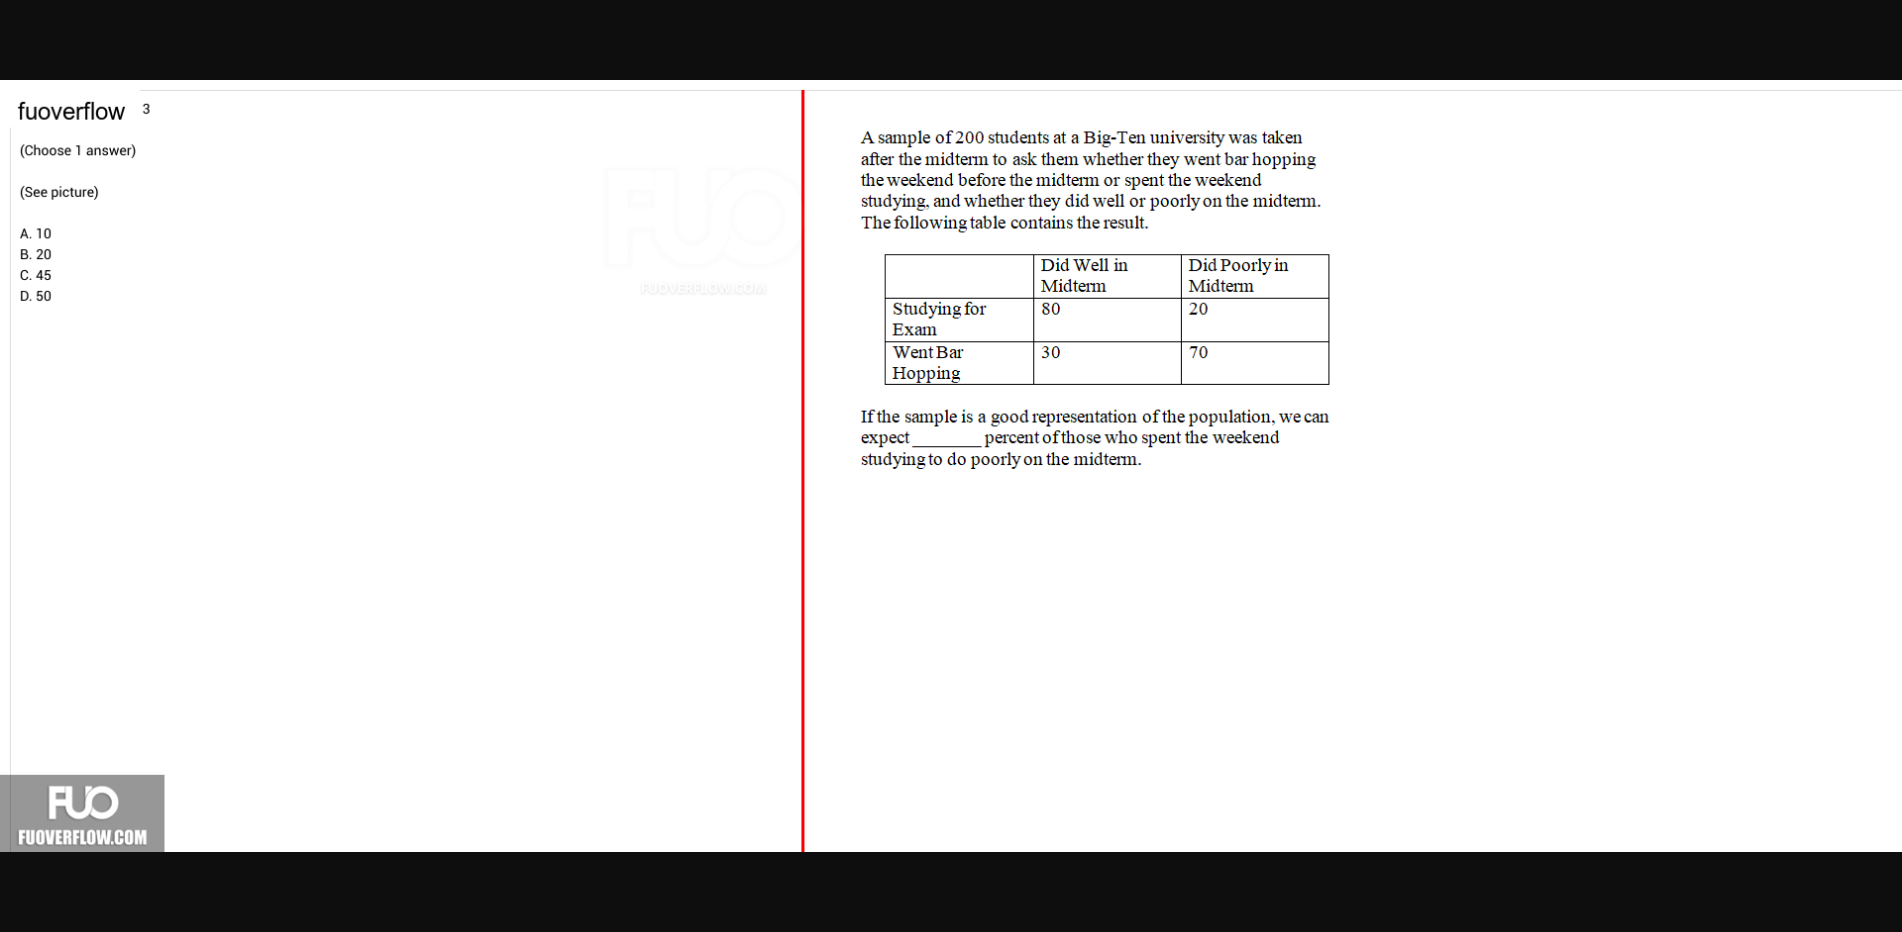 fuoverflow 3
(Choose 1 answer)
(See picture)
A. 10
B. 20
C. 45
D. 50
FUO
FUOVERFLOW.COM
A sample of 200 students at a Big-Ten university was taken
after the midterm to ask them whether they went bar hopping
the weekend before the midterm or spent the weekend
studying, and whether they did well or poorly on the midterm.
The following table contains the result.
Did Well in
Midterm
Did Poorly in
Midterm
Studying for
Exam
80
20
Went Bar
Hopping
30
70
If the sample is a good representation of the population, we can
expect _______ percent of those who spent the weekend
studying to do poorly on the midterm.
FUO
FUOVERFLOW.COM